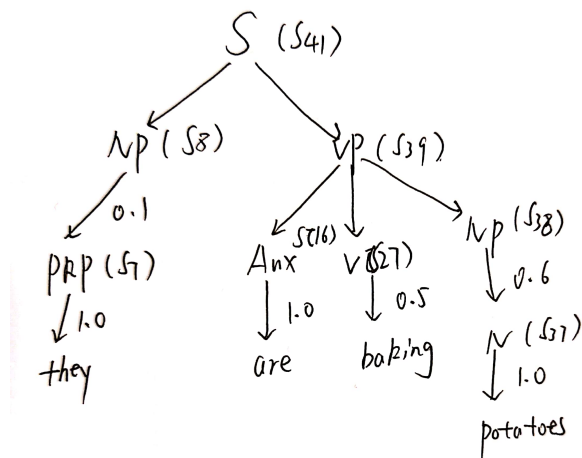 S (S41)
NP (S8) VP (S39)
0.1
PRP (S7) Aux S(16) V(S27) NP (S38)
1.0 1.0 0.5 0.6
they are baking N (S37)
1.0
potatoes